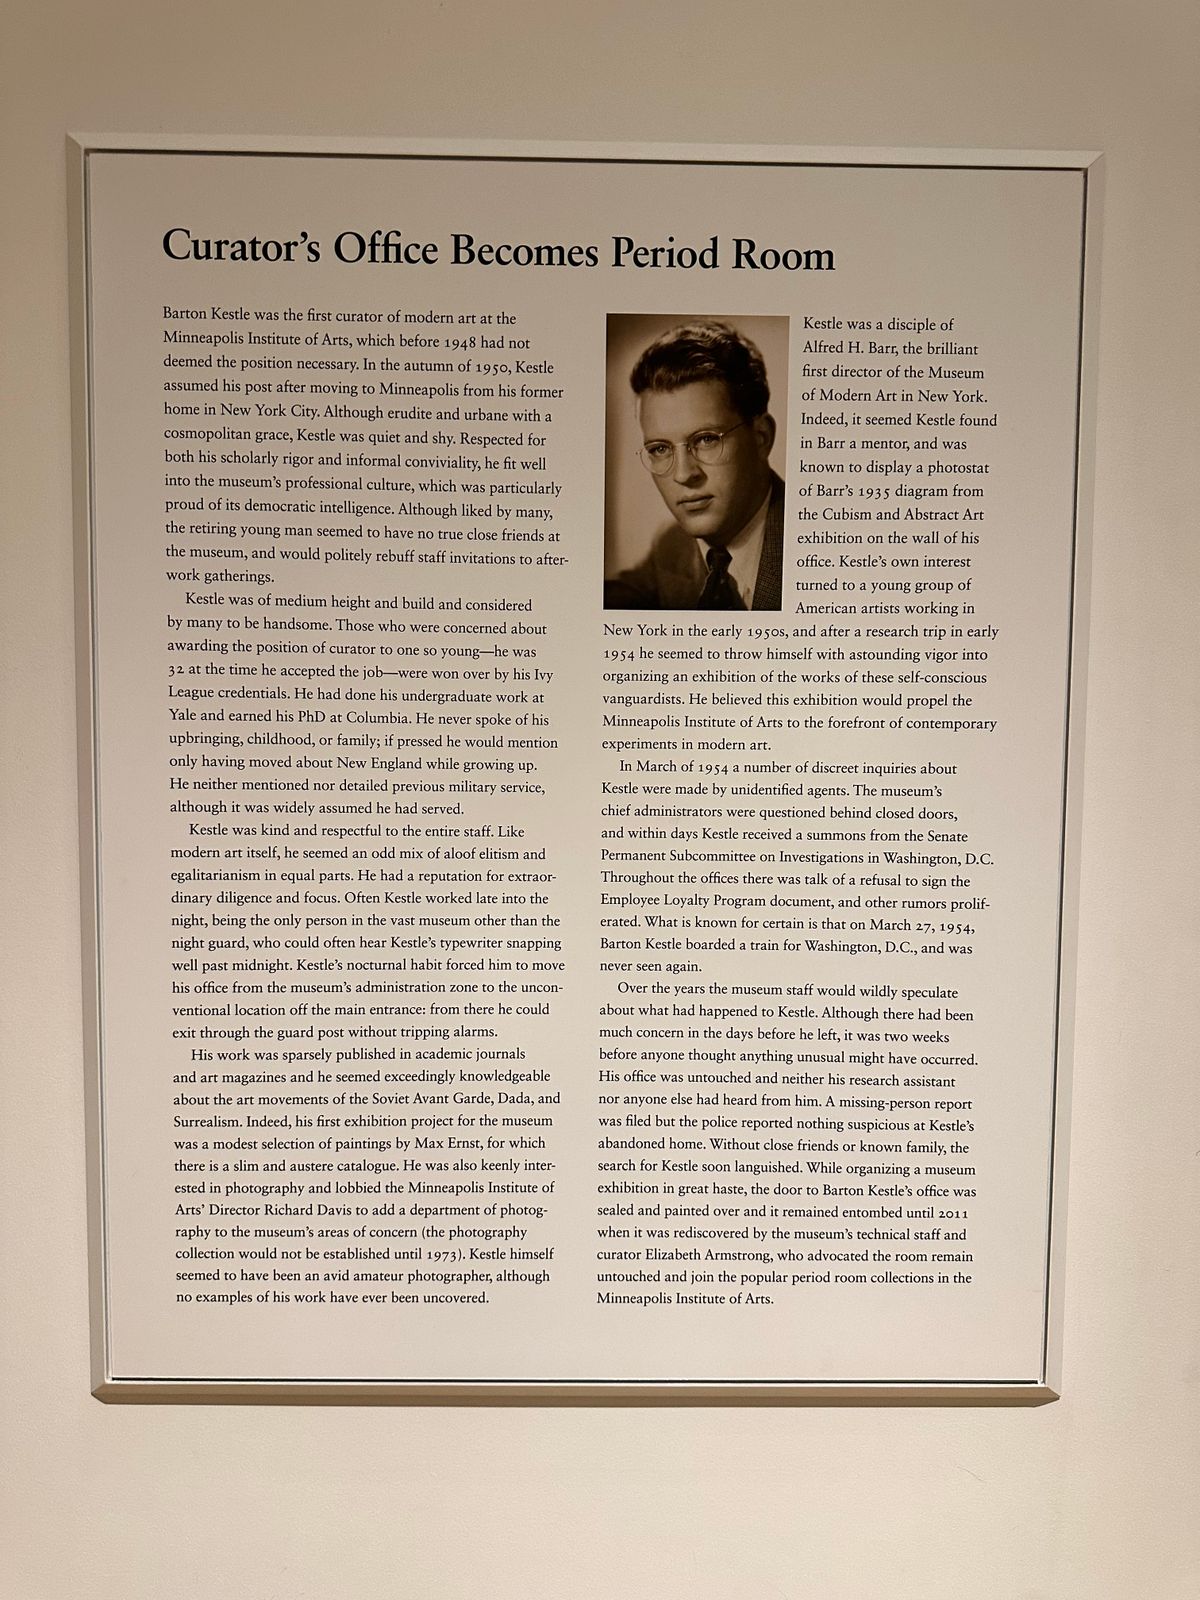 Curator's Office Becomes Period Room
Barton Kestle was the first curator of modern art at the
Minneapolis Institute of Arts, which before 1948 had not
deemed the position necessary. In the autumn of 1950, Kestle
assumed his post after moving to Minneapolis from his former
home in New York City. Although erudite and urbane with a
cosmopolitan grace, Kestle was quiet and shy. Respected for
both his scholarly rigor and informal conviviality, he fit well
into the museum's professional culture, which was particularly
proud of its democratic intelligence. Although liked by many,
the retiring young man seemed to have no true close friends at
the museum, and would politely rebuff staff invitations to after-
work gatherings.
Kestle was of medium height and build and considered
by many to be handsome. Those who were concerned about
awarding the position of curator to one so young—he was
32 at the time he accepted the job—were won over by his Ivy
League credentials. He had done his undergraduate work at
Yale and earned his PhD at Columbia. He never spoke of his
upbringing, childhood, or family; if pressed he would mention
only having moved about New England while growing up.
He neither mentioned nor detailed previous military service,
although it was widely assumed he had served.
Kestle was kind and respectful to the entire staff. Like
modern art itself, he seemed an odd mix of aloof elitism and
egalitarianism in equal parts. He had a reputation for extraor-
dinary diligence and focus. Often Kestle worked late into the
night, being the only person in the vast museum other than the
night guard, who could often hear Kestle's typewriter snapping
well past midnight. Kestle's nocturnal habit forced him to move
his office from the museum's administration zone to the uncon-
ventional location off the main entrance: from there he could
exit through the guard post without tripping alarms.
His work was sparsely published in academic journals
and art magazines and he seemed exceedingly knowledgeable
about the art movements of the Soviet Avant Garde, Dada, and
Surrealism. Indeed, his first exhibition project for the museum
was a modest selection of paintings by Max Ernst, for which
there is a slim and austere catalogue. He was also keenly inter-
ested in photography and lobbied the Minneapolis Institute of
Arts' Director Richard Davis to add a department of photog-
raphy to the museum's areas of concern (the photography
collection would not be established until 1973). Kestle himself
seemed to have been an avid amateur photographer, although
no examples of his work have ever been uncovered.
Kestle was a disciple of
Alfred H. Barr, the brilliant
first director of the Museum
of Modern Art in New York.
Indeed, it seemed Kestle found
in Barr a mentor, and was
known to display a photostat
of Barr's 1935 diagram from
the Cubism and Abstract Art
exhibition on the wall of his
office. Kestle's own interest
turned to a young group of
American artists working in
New York in the early 1950s, and after a research trip in early
1954 he seemed to throw himself with astounding vigor into
organizing an exhibition of the works of these self-conscious
vanguardists. He believed this exhibition would propel the
Minneapolis Institute of Arts to the forefront of contemporary
experiments in modern art.
In March of 1954 a number of discreet inquiries about
Kestle were made by unidentified agents. The museum's
chief administrators were questioned behind closed doors,
and within days Kestle received a summons from the Senate
Permanent Subcommittee on Investigations in Washington, D.C.
Throughout the offices there was talk of a refusal to sign the
Employee Loyalty Program document, and other rumors prolif-
erated. What is known for certain is that on March 27, 1954,
Barton Kestle boarded a train for Washington, D.C., and was
never seen again.
Over the years the museum staff would wildly speculate
about what had happened to Kestle. Although there had been
much concern in the days before he left, it was two weeks
before anyone thought anything unusual might have occurred.
His office was untouched and neither his research assistant
nor anyone else had heard from him. A missing-person report
was filed but the police reported nothing suspicious at Kestle's
abandoned home. Without close friends or known family, the
search for Kestle soon languished. While organizing a museum
exhibition in great haste, the door to Barton Kestle's office was
sealed and painted over and it remained entombed until 2011
when it was rediscovered by the museum's technical staff and
curator Elizabeth Armstrong, who advocated the room remain
untouched and join the popular period room collections in the
Minneapolis Institute of Arts.